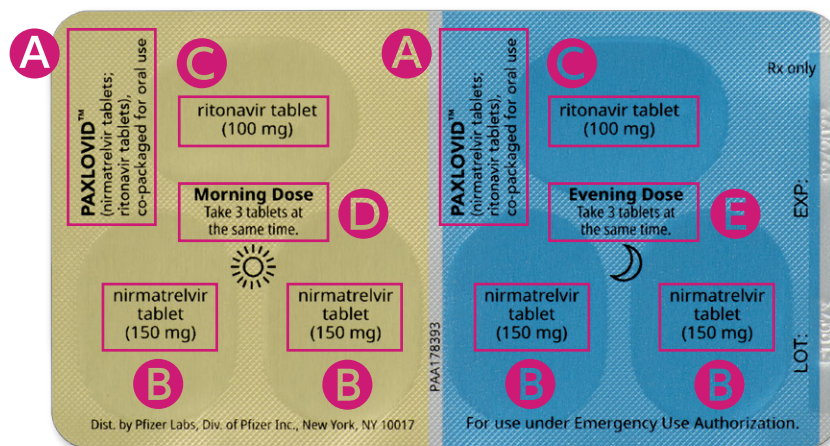 A
PAXLOVID™
(nirmatrelvir tablets;
ritonavir tablets),
co-packaged for oral use
C
ritonavir tablet
(100 mg)
Morning Dose
Take 3 tablets at
the same time.
D
nirmatrelvir
tablet
(150 mg)
B
nirmatrelvir
tablet
(150 mg)
B
Dist. by Pfizer Labs, Div. of Pfizer Inc., New York, NY 10017
PAA178393
A
PAXLOVID™
(nirmatrelvir tablets;
ritonavir tablets),
co-packaged for oral use
C
ritonavir tablet
(100 mg)
Rx only
Evening Dose
Take 3 tablets at
the same time.
E
EXP:
nirmatrelvir
tablet
(150 mg)
B
nirmatrelvir
tablet
(150 mg)
B
LOT:
For use under Emergency Use Authorization.